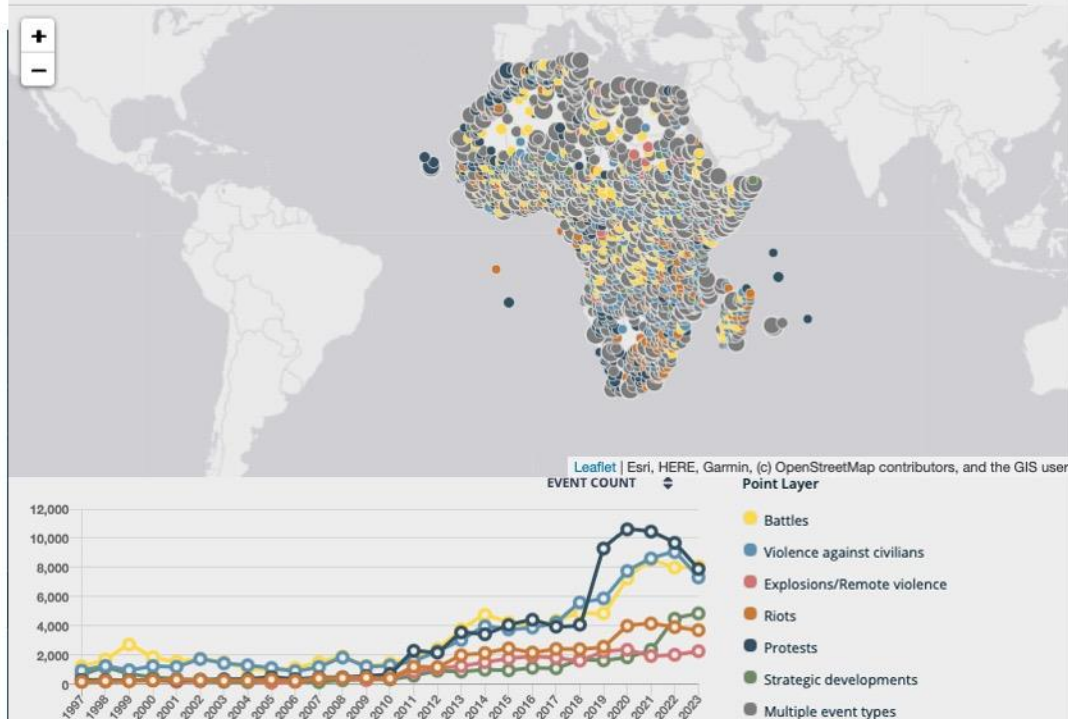 +
−
Leaflet | Esri, HERE, Garmin, (c) OpenStreetMap contributors, and the GIS user
EVENT COUNT
Point Layer
12,000
10,000
8,000
6,000
4,000
2,000
0
1997 1998 1999 2000 2001 2002 2003 2004 2005 2006 2007 2008 2009 2010 2011 2012 2013 2014 2015 2016 2017 2018 2019 2020 2021 2022 2023
Battles
Violence against civilians
Explosions/Remote violence
Riots
Protests
Strategic developments
Multiple event types